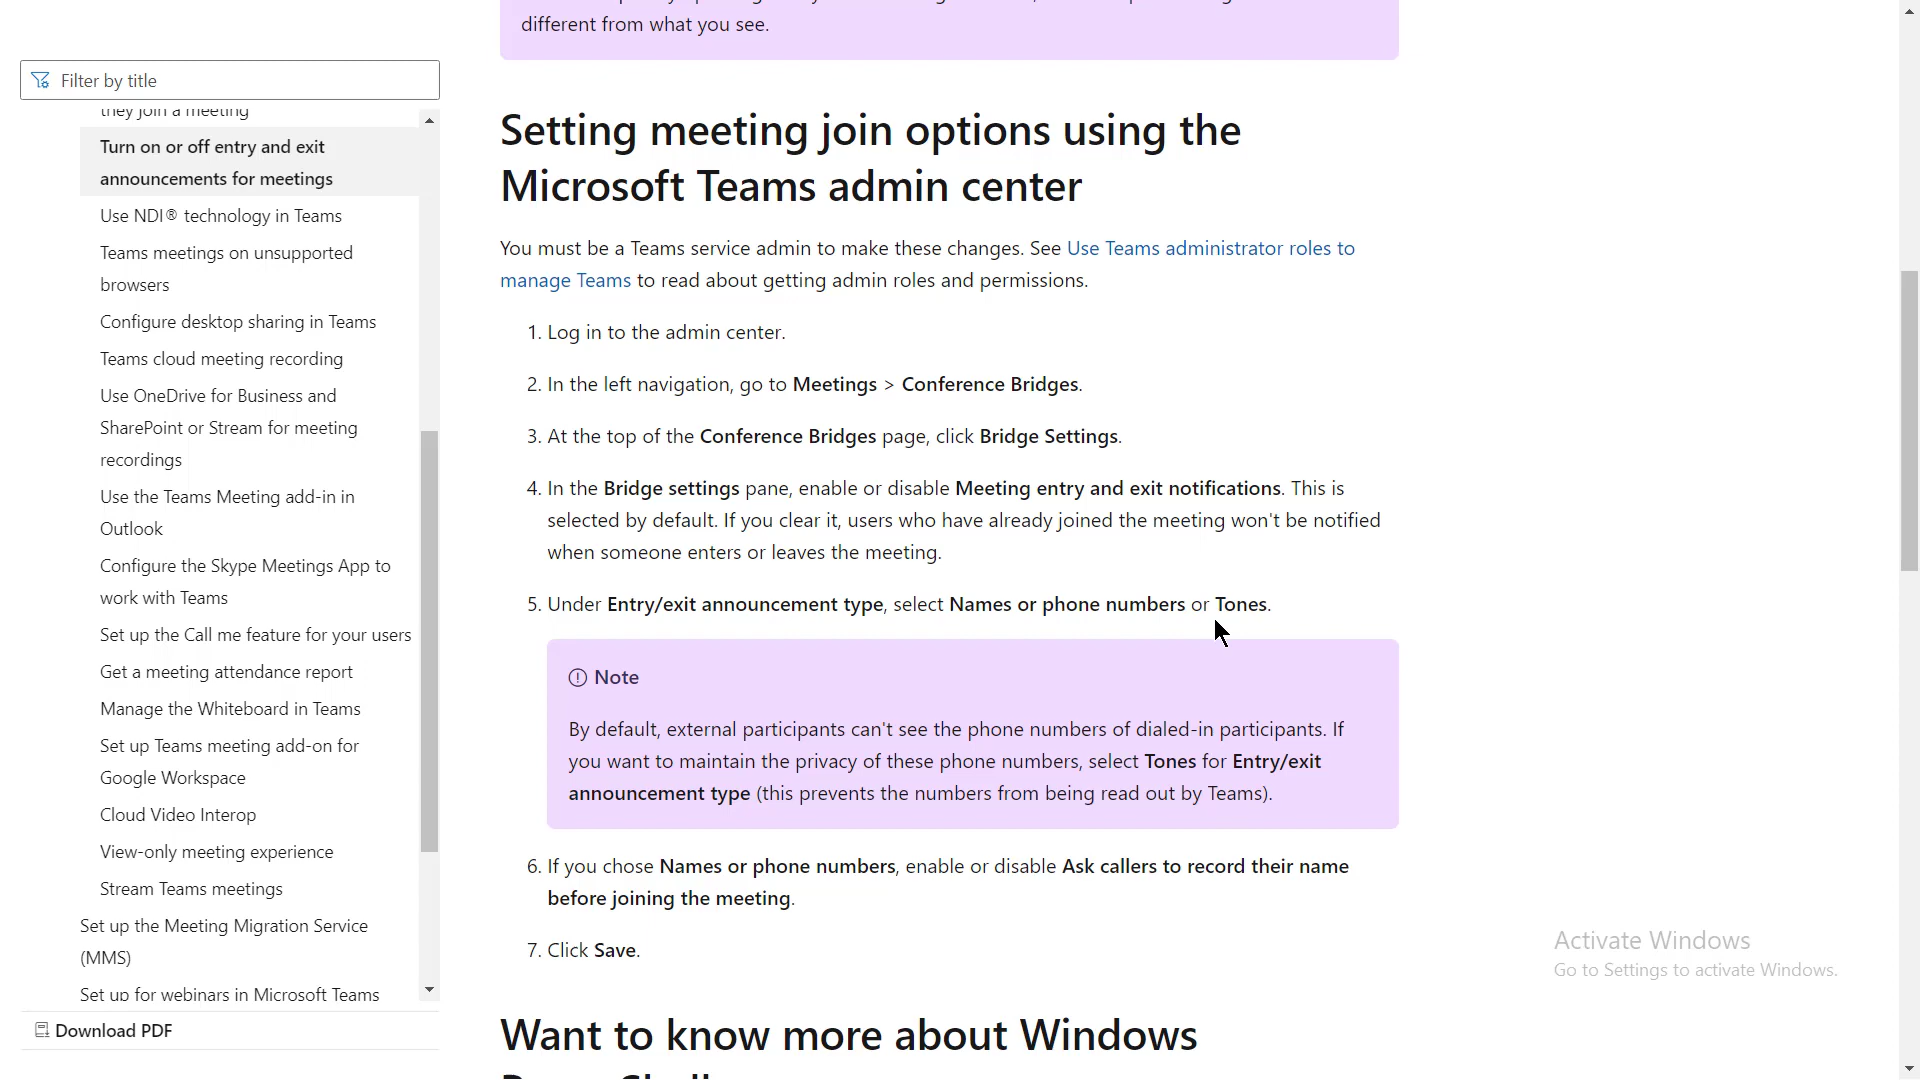 different from what you see.
Filter by title
they join a meeting
Turn on or off entry and exit
announcements for meetings
Use NDI® technology in Teams
Teams meetings on unsupported
browsers
Configure desktop sharing in Teams
Teams cloud meeting recording
Use OneDrive for Business and
SharePoint or Stream for meeting
recordings
Use the Teams Meeting add-in in
Outlook
Configure the Skype Meetings App to
work with Teams
Set up the Call me feature for your users
Get a meeting attendance report
Manage the Whiteboard in Teams
Set up Teams meeting add-on for
Google Workspace
Cloud Video Interop
View-only meeting experience
Stream Teams meetings
Set up the Meeting Migration Service
(MMS)
Set up for webinars in Microsoft Teams
Download PDF
Setting meeting join options using the
Microsoft Teams admin center
You must be a Teams service admin to make these changes. See Use Teams administrator roles to
manage Teams to read about getting admin roles and permissions.
1. Log in to the admin center.
2. In the left navigation, go to Meetings > Conference Bridges.
3. At the top of the Conference Bridges page, click Bridge Settings.
4. In the Bridge settings pane, enable or disable Meeting entry and exit notifications. This is
selected by default. If you clear it, users who have already joined the meeting won't be notified
when someone enters or leaves the meeting.
5. Under Entry/exit announcement type, select Names or phone numbers or Tones.
Note
By default, external participants can't see the phone numbers of dialed-in participants. If
you want to maintain the privacy of these phone numbers, select Tones for Entry/exit
announcement type (this prevents the numbers from being read out by Teams).
6. If you chose Names or phone numbers, enable or disable Ask callers to record their name
before joining the meeting.
7. Click Save.
Want to know more about Windows
Activate Windows
Go to Settings to activate Windows.